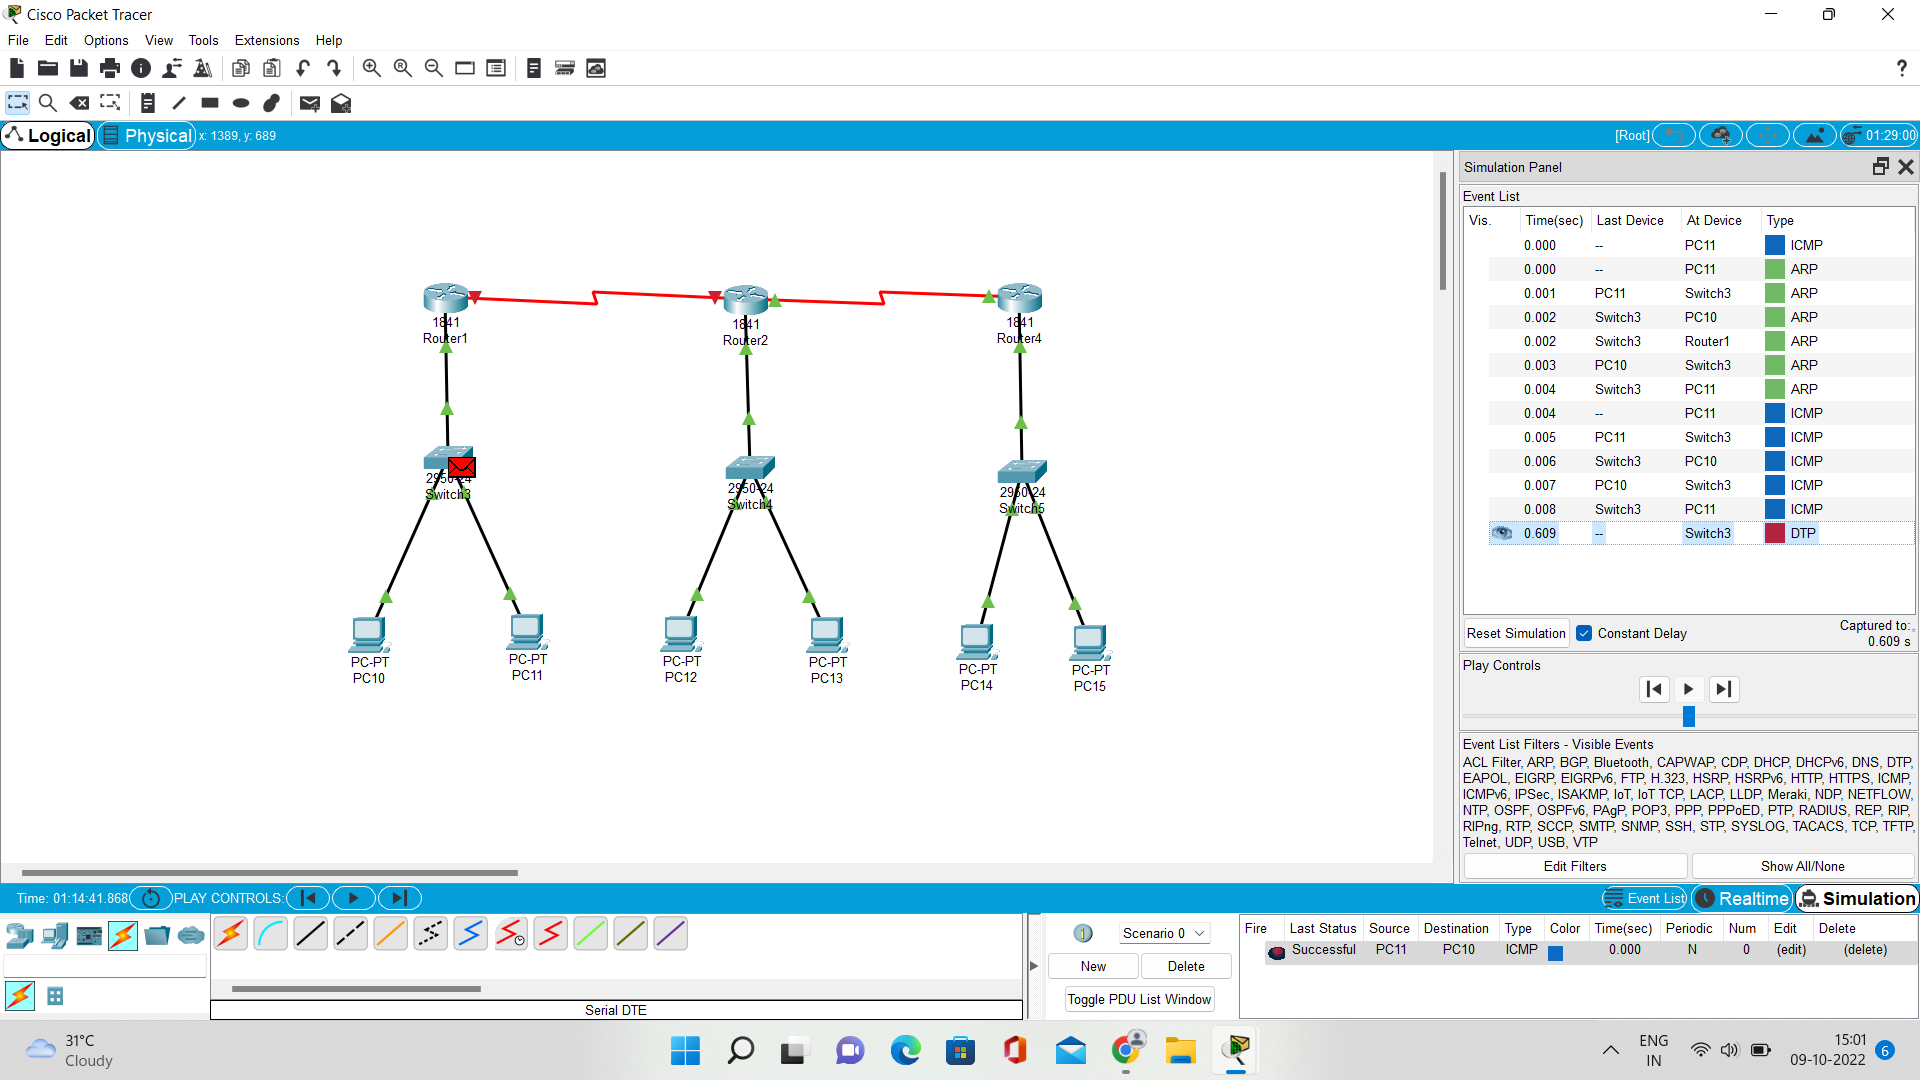 Cisco Packet Tracer
File Edit Options View Tools Extensions Help
?
Logical Physical x: 1389, y: 689 [Root] 01:29:00
Simulation Panel
Event List
Vis. Time(sec) Last Device At Device Type
0.000 -- PC11 ICMP
0.000 -- PC11 ARP
0.001 PC11 Switch3 ARP
0.002 Switch3 PC10 ARP
0.002 Switch3 Router1 ARP
0.003 PC10 Switch3 ARP
0.004 Switch3 PC11 ARP
0.004 -- PC11 ICMP
0.005 PC11 Switch3 ICMP
0.006 Switch3 PC10 ICMP
0.007 PC10 Switch3 ICMP
0.008 Switch3 PC11 ICMP
0.609 -- Switch3 DTP
1841
Router1
1841
Router2
1841
Router4
2950-24
Switch3
2950-24
Switch4
2950-24
Switch5
PC-PT
PC10
PC-PT
PC11
PC-PT
PC12
PC-PT
PC13
PC-PT
PC14
PC-PT
PC15
Reset Simulation Constant Delay Captured to:
0.609 s
Play Controls
Event List Filters - Visible Events
ACL Filter, ARP, BGP, Bluetooth, CAPWAP, CDP, DHCP, DHCPv6, DNS, DTP,
EAPOL, EIGRP, EIGRPv6, FTP, H.323, HSRP, HSRPv6, HTTP, HTTPS, ICMP,
ICMPv6, IPSec, ISAKMP, IoT, IoT TCP, LACP, LLDP, Meraki, NDP, NETFLOW,
NTP, OSPF, OSPFv6, PAgP, POP3, PPP, PPPoED, PTP, RADIUS, REP, RIP,
RIPng, RTP, SCCP, SMTP, SNMP, SSH, STP, SYSLOG, TACACS, TCP, TFTP,
Telnet, UDP, USB, VTP
Edit Filters Show All/None
Time: 01:14:41.868 PLAY CONTROLS: Event List Realtime Simulation
1 Scenario 0
New Delete
Toggle PDU List Window
Fire Last Status Source Destination Type Color Time(sec) Periodic Num Edit Delete
Successful PC11 PC10 ICMP 0.000 N 0 (edit) (delete)
Serial DTE
31°C
Cloudy
ENG
IN
15:01
09-10-2022
6